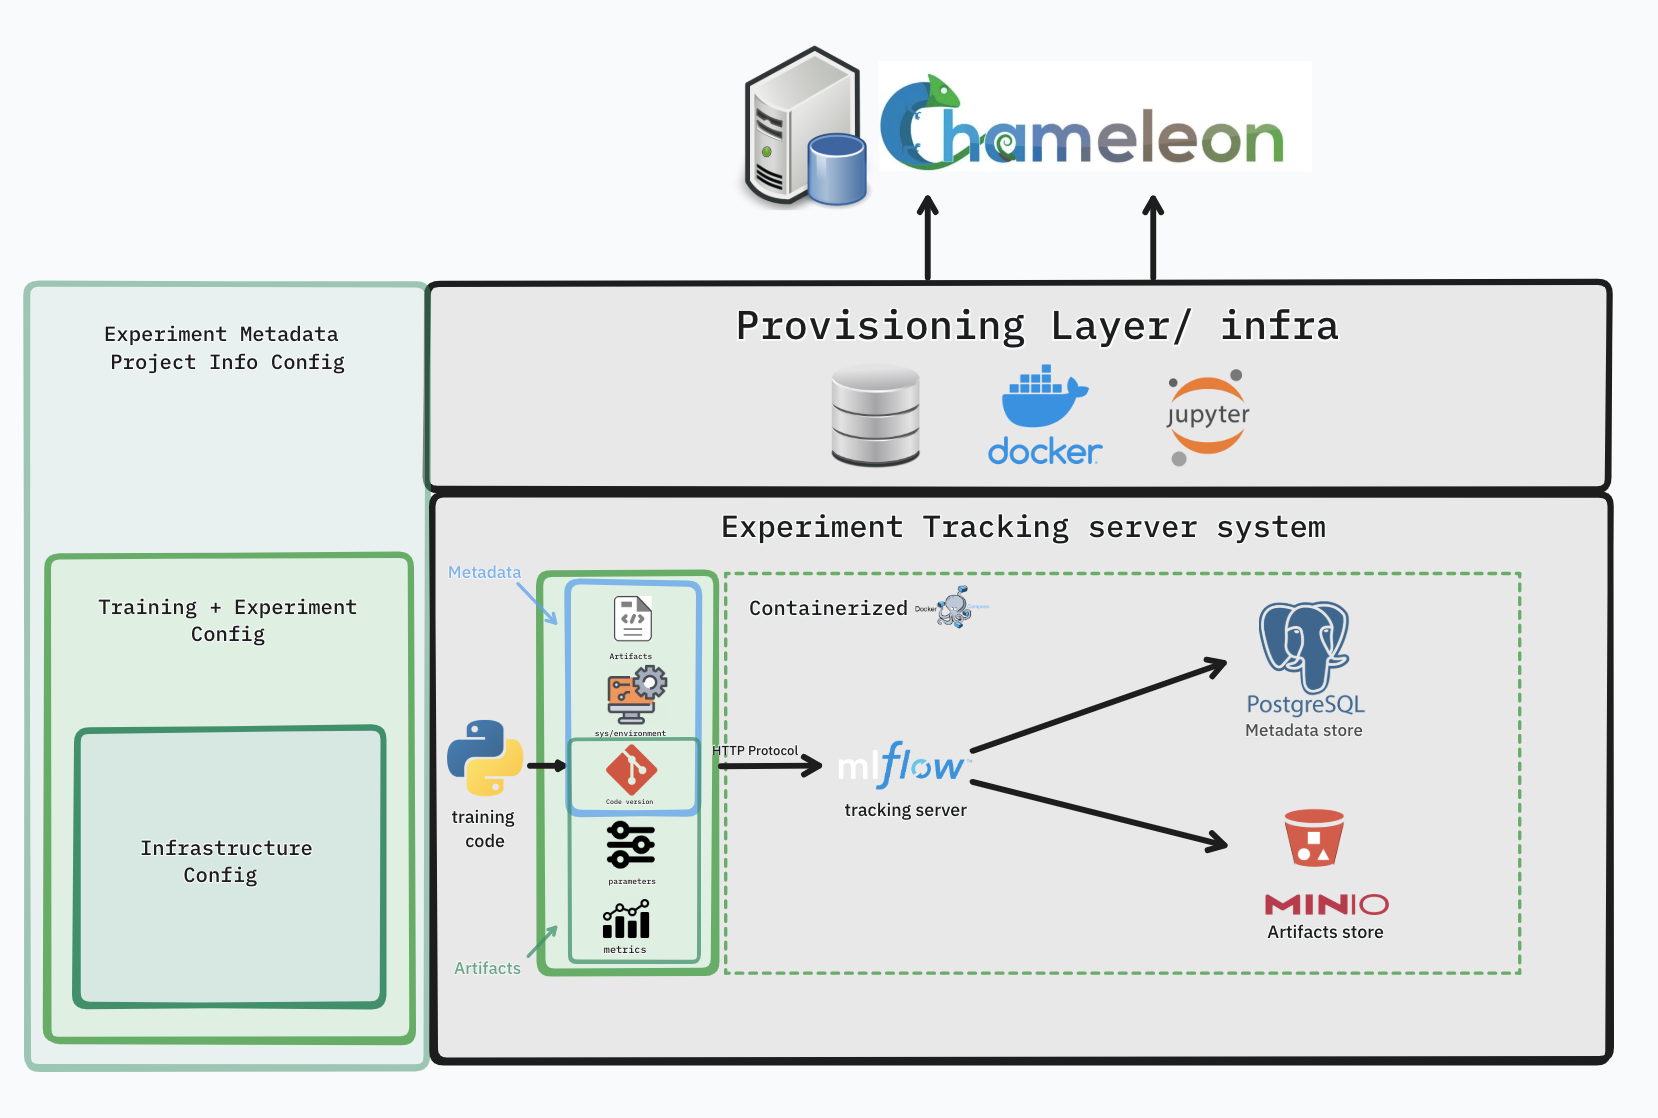 Chameleon
Experiment Metadata
Project Info Config
Provisioning Layer/ infra
docker
jupyter
Experiment Tracking server system
Training + Experiment
Config
Infrastructure
Config
Metadata
Artifacts
sys/environment
Code version
parameters
metrics
training
code
Artifacts
HTTP Protocol
Containerized
Docker
Compose
mlflow
tracking server
PostgreSQL
Metadata store
MINIO
Artifacts store